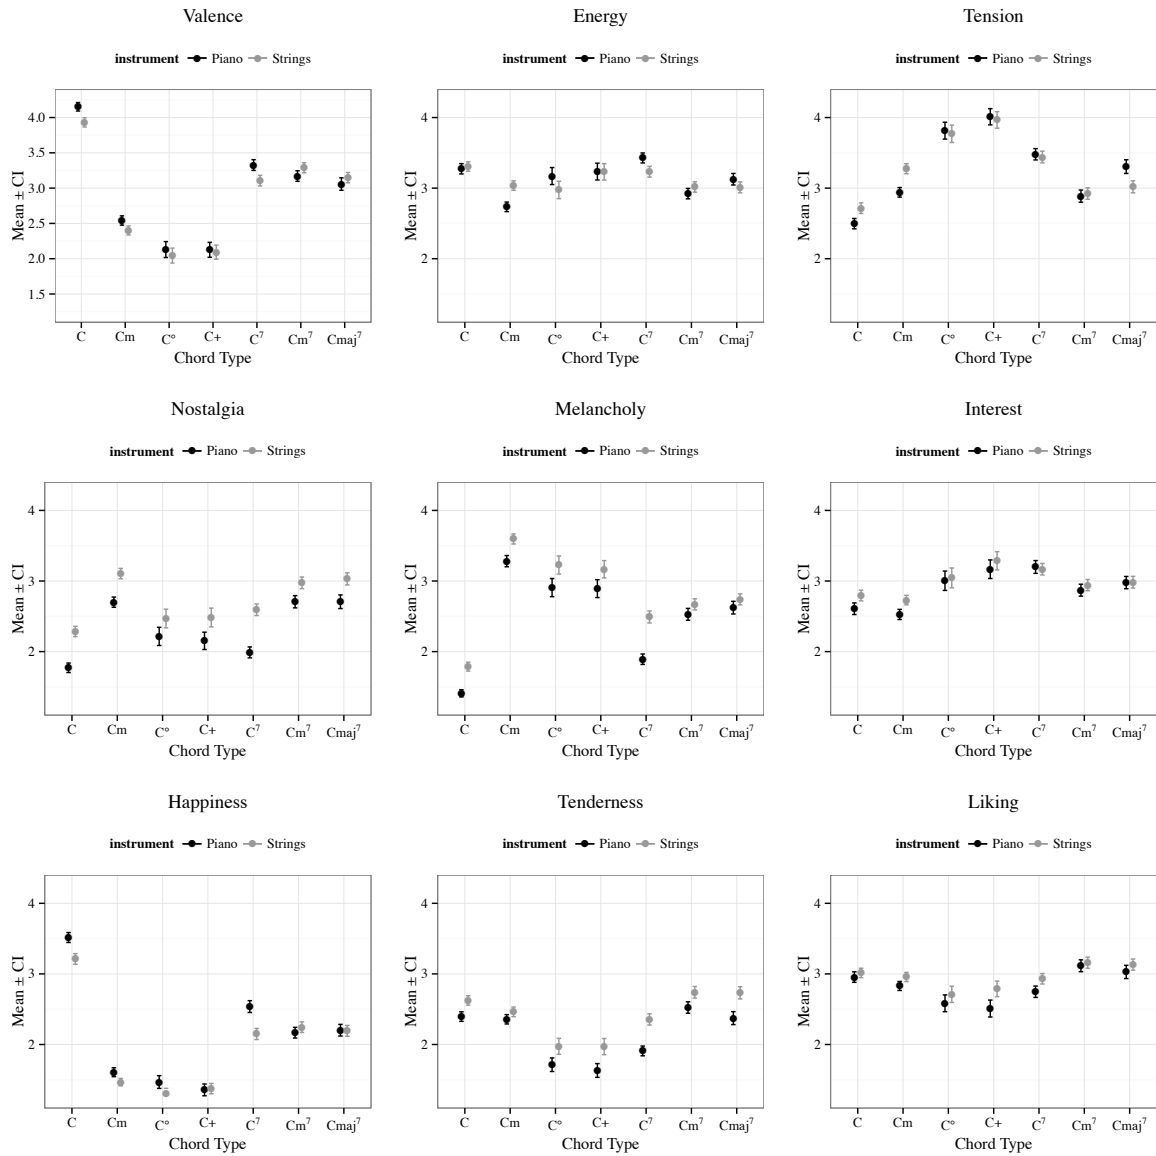 Valence
instrument Piano Strings
Mean ± CI
4.0
3.5
3.0
2.5
2.0
1.5
C Cm C° C+ C⁷ Cm⁷ Cmaj⁷
Chord Type
Energy
instrument Piano Strings
Mean ± CI
4
3
2
C Cm C° C+ C⁷ Cm⁷ Cmaj⁷
Chord Type
Tension
instrument Piano Strings
Mean ± CI
4
3
2
C Cm C° C+ C⁷ Cm⁷ Cmaj⁷
Chord Type
Nostalgia
instrument Piano Strings
Mean ± CI
4
3
2
C Cm C° C+ C⁷ Cm⁷ Cmaj⁷
Chord Type
Melancholy
instrument Piano Strings
Mean ± CI
4
3
2
C Cm C° C+ C⁷ Cm⁷ Cmaj⁷
Chord Type
Interest
instrument Piano Strings
Mean ± CI
4
3
2
C Cm C° C+ C⁷ Cm⁷ Cmaj⁷
Chord Type
Happiness
instrument Piano Strings
Mean ± CI
4
3
2
C Cm C° C+ C⁷ Cm⁷ Cmaj⁷
Chord Type
Tenderness
instrument Piano Strings
Mean ± CI
4
3
2
C Cm C° C+ C⁷ Cm⁷ Cmaj⁷
Chord Type
Liking
instrument Piano Strings
Mean ± CI
4
3
2
C Cm C° C+ C⁷ Cm⁷ Cmaj⁷
Chord Type